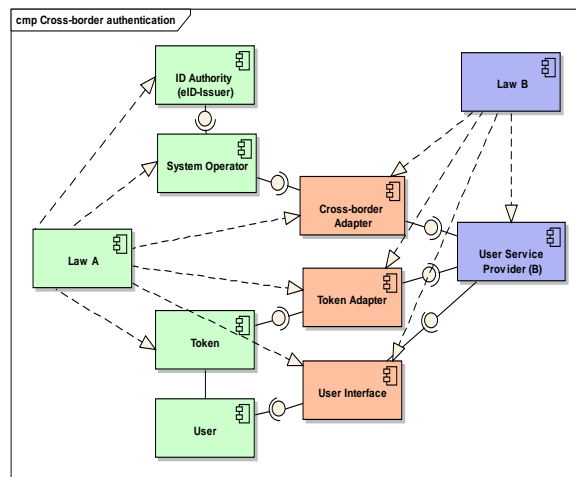 cmp Cross-border authentication
ID Authority
(eID-Issuer)
Law B
System Operator
Cross-border
Adapter
Law A
User Service
Provider (B)
Token Adapter
Token
User Interface
User